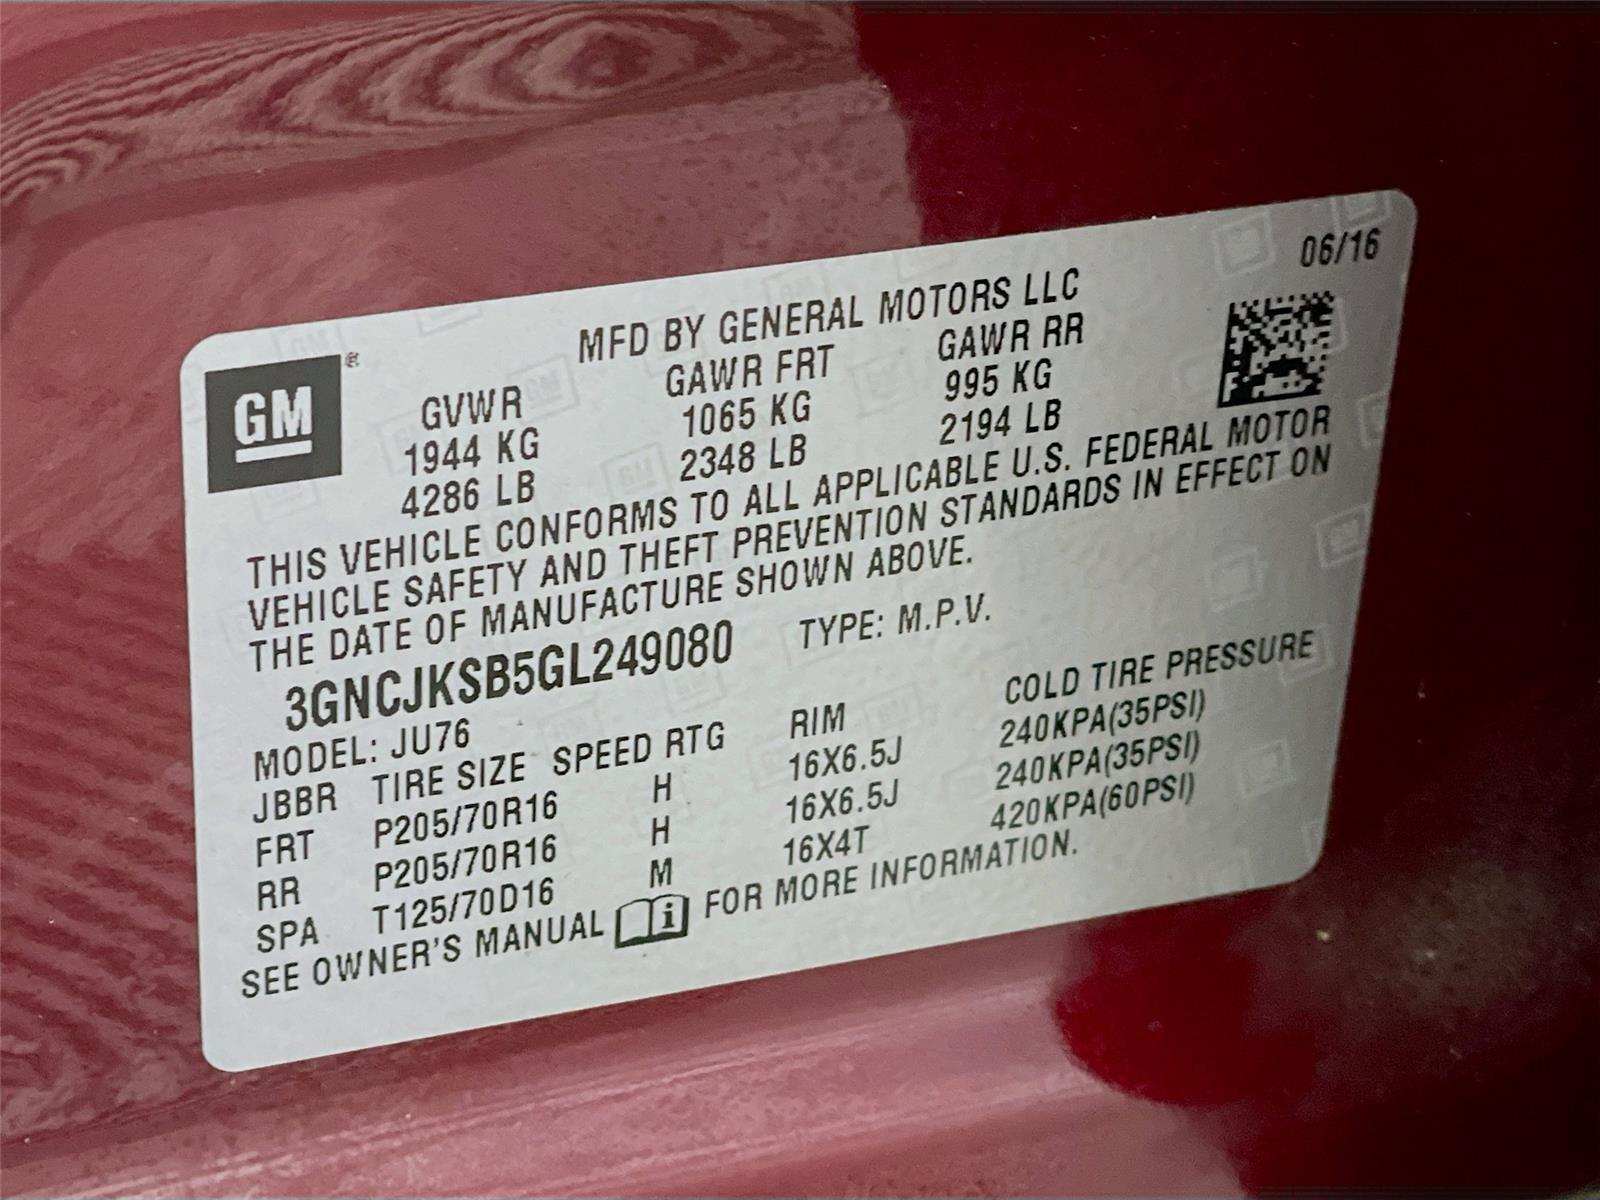 06/16
MFD BY GENERAL MOTORS LLC
GM ®
GVWR GAWR FRT GAWR RR
1944 KG 1065 KG 995 KG
4286 LB 2348 LB 2194 LB
THIS VEHICLE CONFORMS TO ALL APPLICABLE U.S. FEDERAL MOTOR
VEHICLE SAFETY AND THEFT PREVENTION STANDARDS IN EFFECT ON
THE DATE OF MANUFACTURE SHOWN ABOVE.
3GNCJKSB5GL249080 TYPE: M.P.V.
MODEL: JU76
JBBR TIRE SIZE SPEED RTG RIM COLD TIRE PRESSURE
FRT P205/70R16 H 16X6.5J 240KPA(35PSI)
RR P205/70R16 H 16X6.5J 240KPA(35PSI)
SPA T125/70D16 M 16X4T 420KPA(60PSI)
SEE OWNER'S MANUAL i FOR MORE INFORMATION.